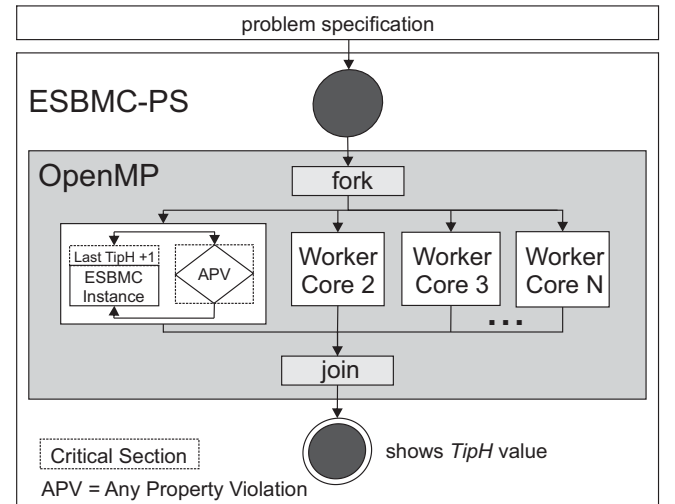 problem specification
ESBMC-PS
OpenMP
fork
Last TipH +1
ESBMC
Instance
APV
Worker
Core 2
Worker
Core 3
Worker
Core N
...
join
shows TipH value
Critical Section
APV = Any Property Violation